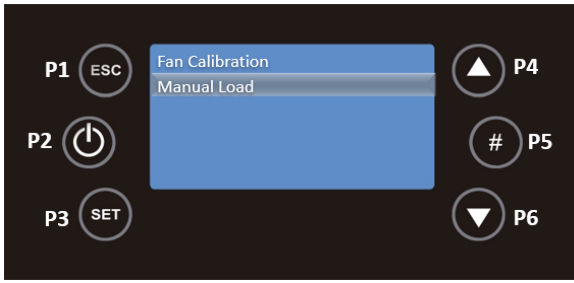 P1 ESC
P2
P3 SET
Fan Calibration
Manual Load
P4
# P5
P6